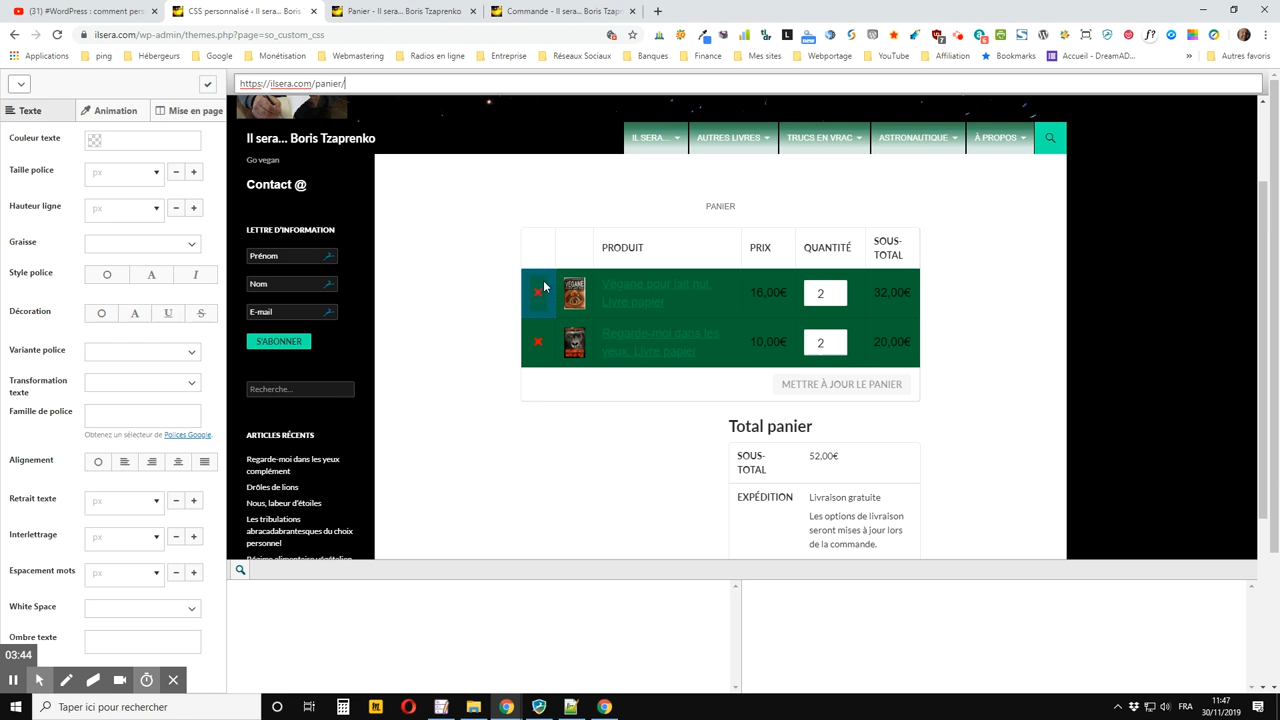 (31) #WordPress : comment pers
CSS personnalisé ‹ Il sera... Boris T
Panier - Il sera... Boris Tzaprenko
Commande – Il sera... Boris Tzapr
ilsera.com/wp-admin/themes.php?page=so_custom_css
Applications
ping
Hébergeurs
Google
Monétisation
Webmastering
Radios en ligne
Entreprise
Réseaux Sociaux
Banques
Finance
Mes sites
Webportage
YouTube
Affiliation
Bookmarks
Accueil – DreamAD...
Autres favoris
https://ilsera.com/panier/
Texte
Animation
Mise en page
Couleur texte
Taille police
px
Hauteur ligne
px
Graisse
Style police
A
I
Décoration
A
U
S
Variante police
Transformation
texte
Famille de police
Obtenez un sélecteur de Polices Google.
Alignement
Retrait texte
px
Interlettrage
px
Espacement mots
px
White Space
Ombre texte
03:44
Il sera... Boris Tzaprenko
Go vegan
Contact @
IL SERA...
AUTRES LIVRES
TRUCS EN VRAC
ASTRONAUTIQUE
À PROPOS
LETTRE D'INFORMATION
Prénom
Nom
E-mail
S'ABONNER
Recherche...
ARTICLES RÉCENTS
Regarde-moi dans les yeux
complément
Drôles de lions
Nous, labeur d'étoiles
Les tribulations
abracadabrantesques du choix
personnel
Régime alimentaire végétalien
PANIER
PRODUIT
PRIX
QUANTITÉ
SOUS-
TOTAL
Végane pour lait nul.
Livre papier
16,00€
2
32,00€
Regarde-moi dans les
yeux. Livre papier
10,00€
2
20,00€
METTRE À JOUR LE PANIER
Total panier
SOUS-
TOTAL
52,00€
EXPÉDITION
Livraison gratuite
Les options de livraison
seront mises à jour lors
de la commande.
Taper ici pour rechercher
FRA
11:47
30/11/2019